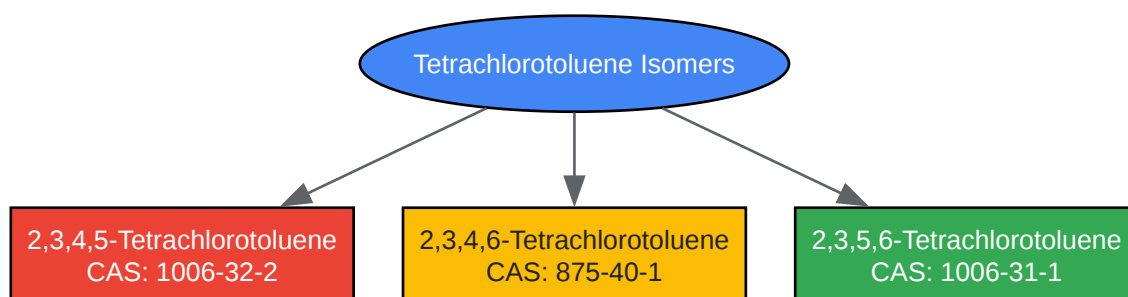 Tetrachlorotoluene Isomers
2,3,4,5-Tetrachlorotoluene
CAS: 1006-32-2
2,3,4,6-Tetrachlorotoluene
CAS: 875-40-1
2,3,5,6-Tetrachlorotoluene
CAS: 1006-31-1